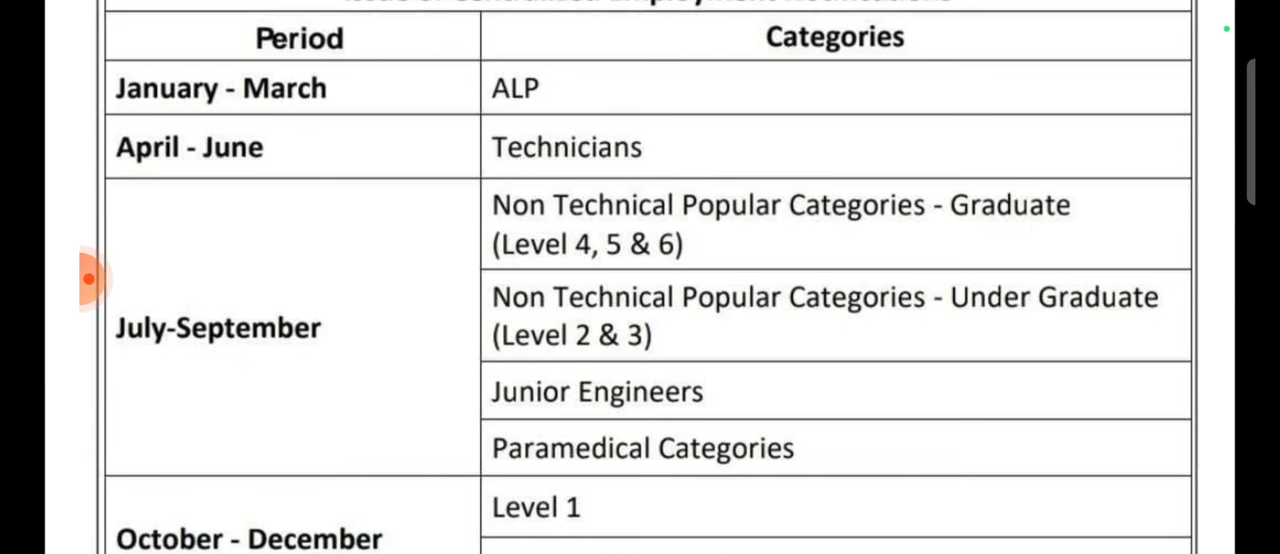 Period
Categories
January - March
ALP
April - June
Technicians
July-September
Non Technical Popular Categories - Graduate
(Level 4, 5 & 6)
Non Technical Popular Categories - Under Graduate
(Level 2 & 3)
Junior Engineers
Paramedical Categories
October - December
Level 1